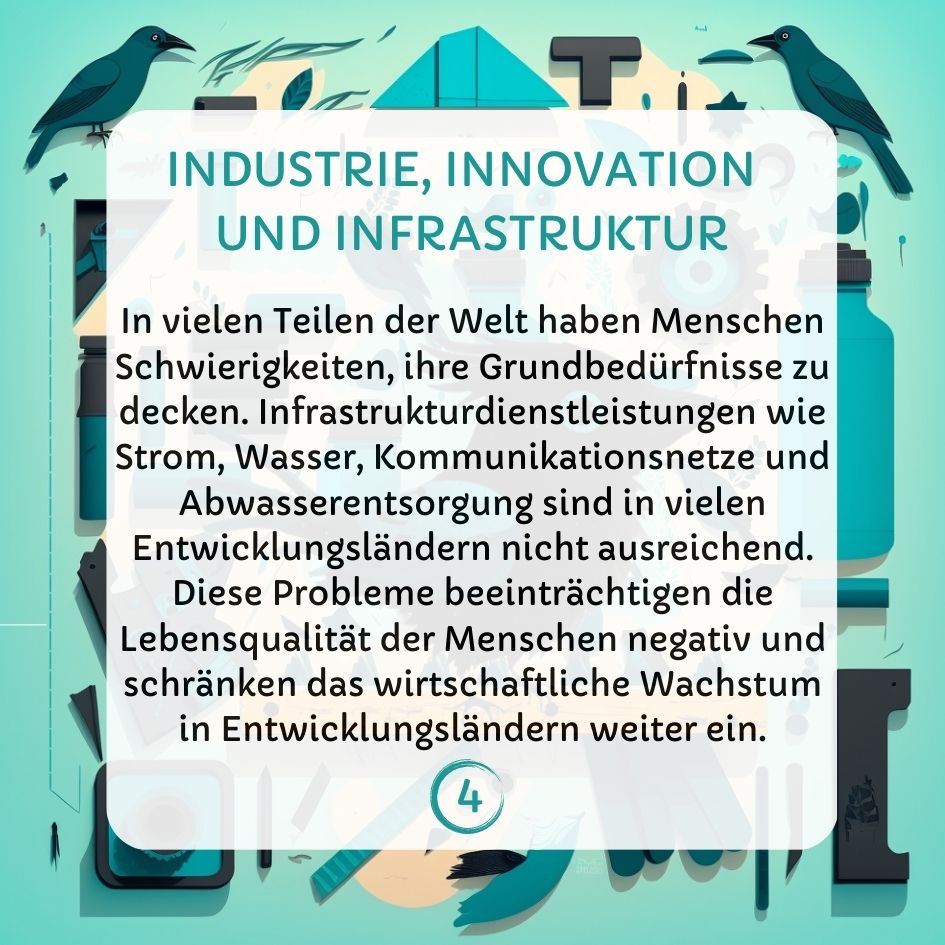 INDUSTRIE, INNOVATION
UND INFRASTRUKTUR
In vielen Teilen der Welt haben Menschen
Schwierigkeiten, ihre Grundbedürfnisse zu
decken. Infrastrukturdienstleistungen wie
Strom, Wasser, Kommunikationsnetze und
Abwasserentsorgung sind in vielen
Entwicklungsländern nicht ausreichend.
Diese Probleme beeinträchtigen die
Lebensqualität der Menschen negativ und
schränken das wirtschaftliche Wachstum
in Entwicklungsländern weiter ein.
4